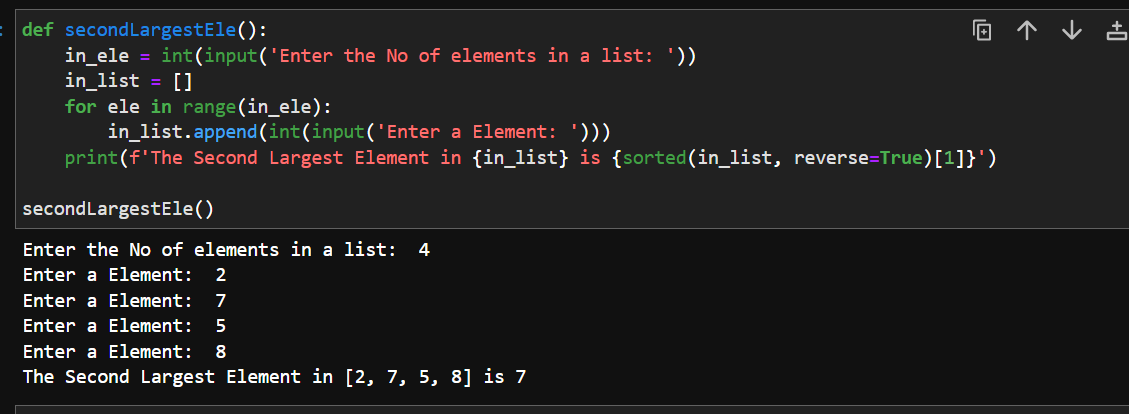 def secondLargestEle():
    in_ele = int(input('Enter the No of elements in a list: '))
    in_list = []
    for ele in range(in_ele):
        in_list.append(int(input('Enter a Element: ')))
    print(f'The Second Largest Element in {in_list} is {sorted(in_list, reverse=True)[1]}')

secondLargestEle()
Enter the No of elements in a list:  4
Enter a Element:  2
Enter a Element:  7
Enter a Element:  5
Enter a Element:  8
The Second Largest Element in [2, 7, 5, 8] is 7